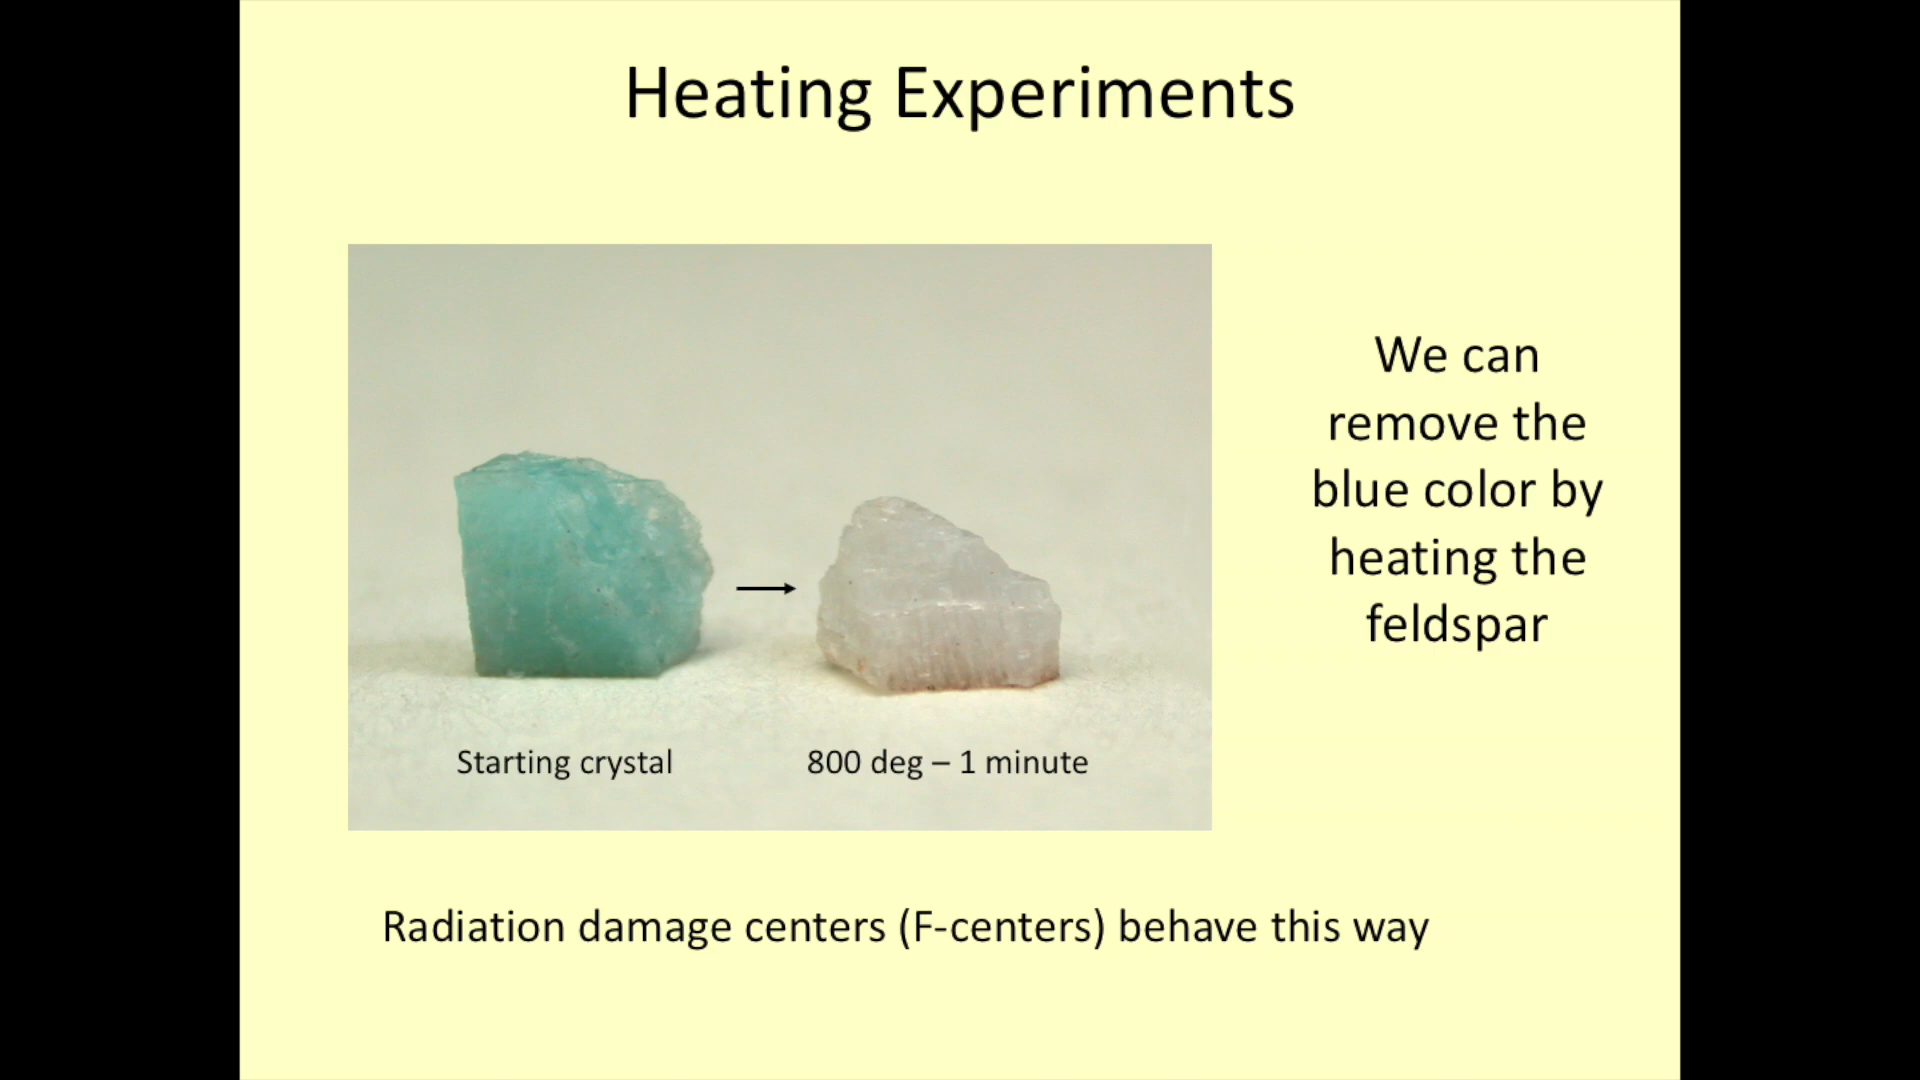 Heating Experiments
We can
remove the
blue color by
heating the
feldspar
Starting crystal
800 deg – 1 minute
Radiation damage centers (F-centers) behave this way